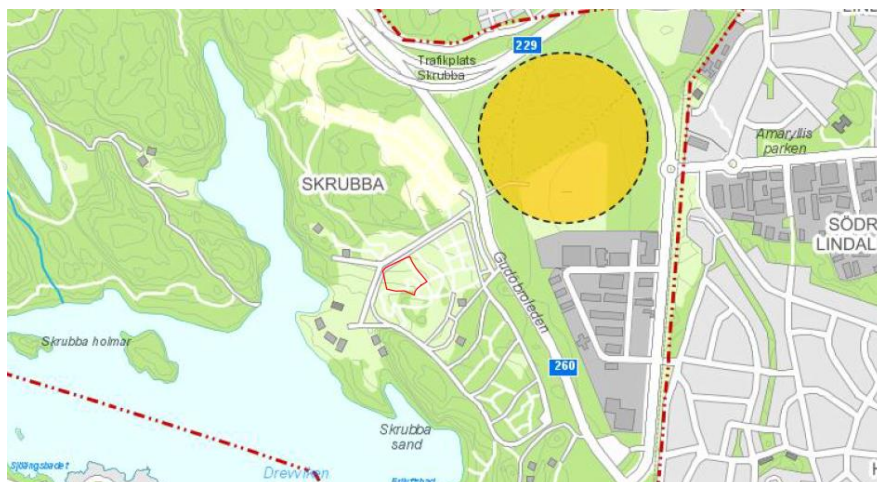 229
Trafikplats
Skrubba
Amaryllis
parken
SKRUBBA
SÖDR
LINDAL
Gudöbroleden
Skrubba holmar
260
Skrubba
sand
Drevviken